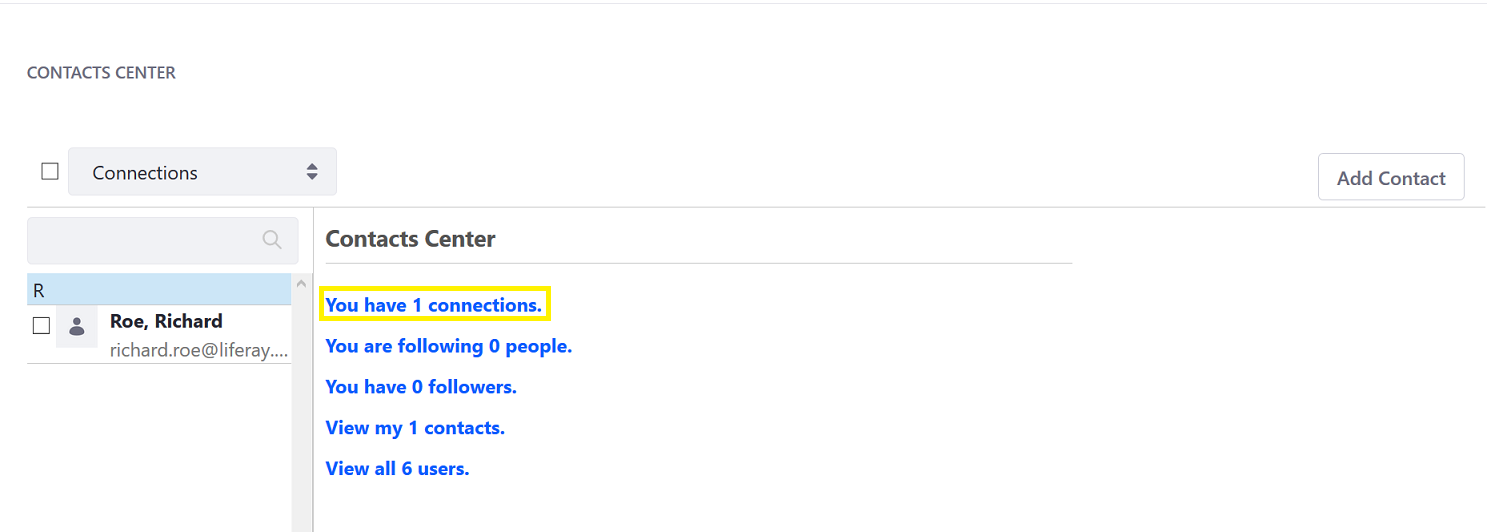 CONTACTS CENTER
Connections
Add Contact
R
Roe, Richard
richard.roe@liferay....
Contacts Center
You have 1 connections.
You are following 0 people.
You have 0 followers.
View my 1 contacts.
View all 6 users.